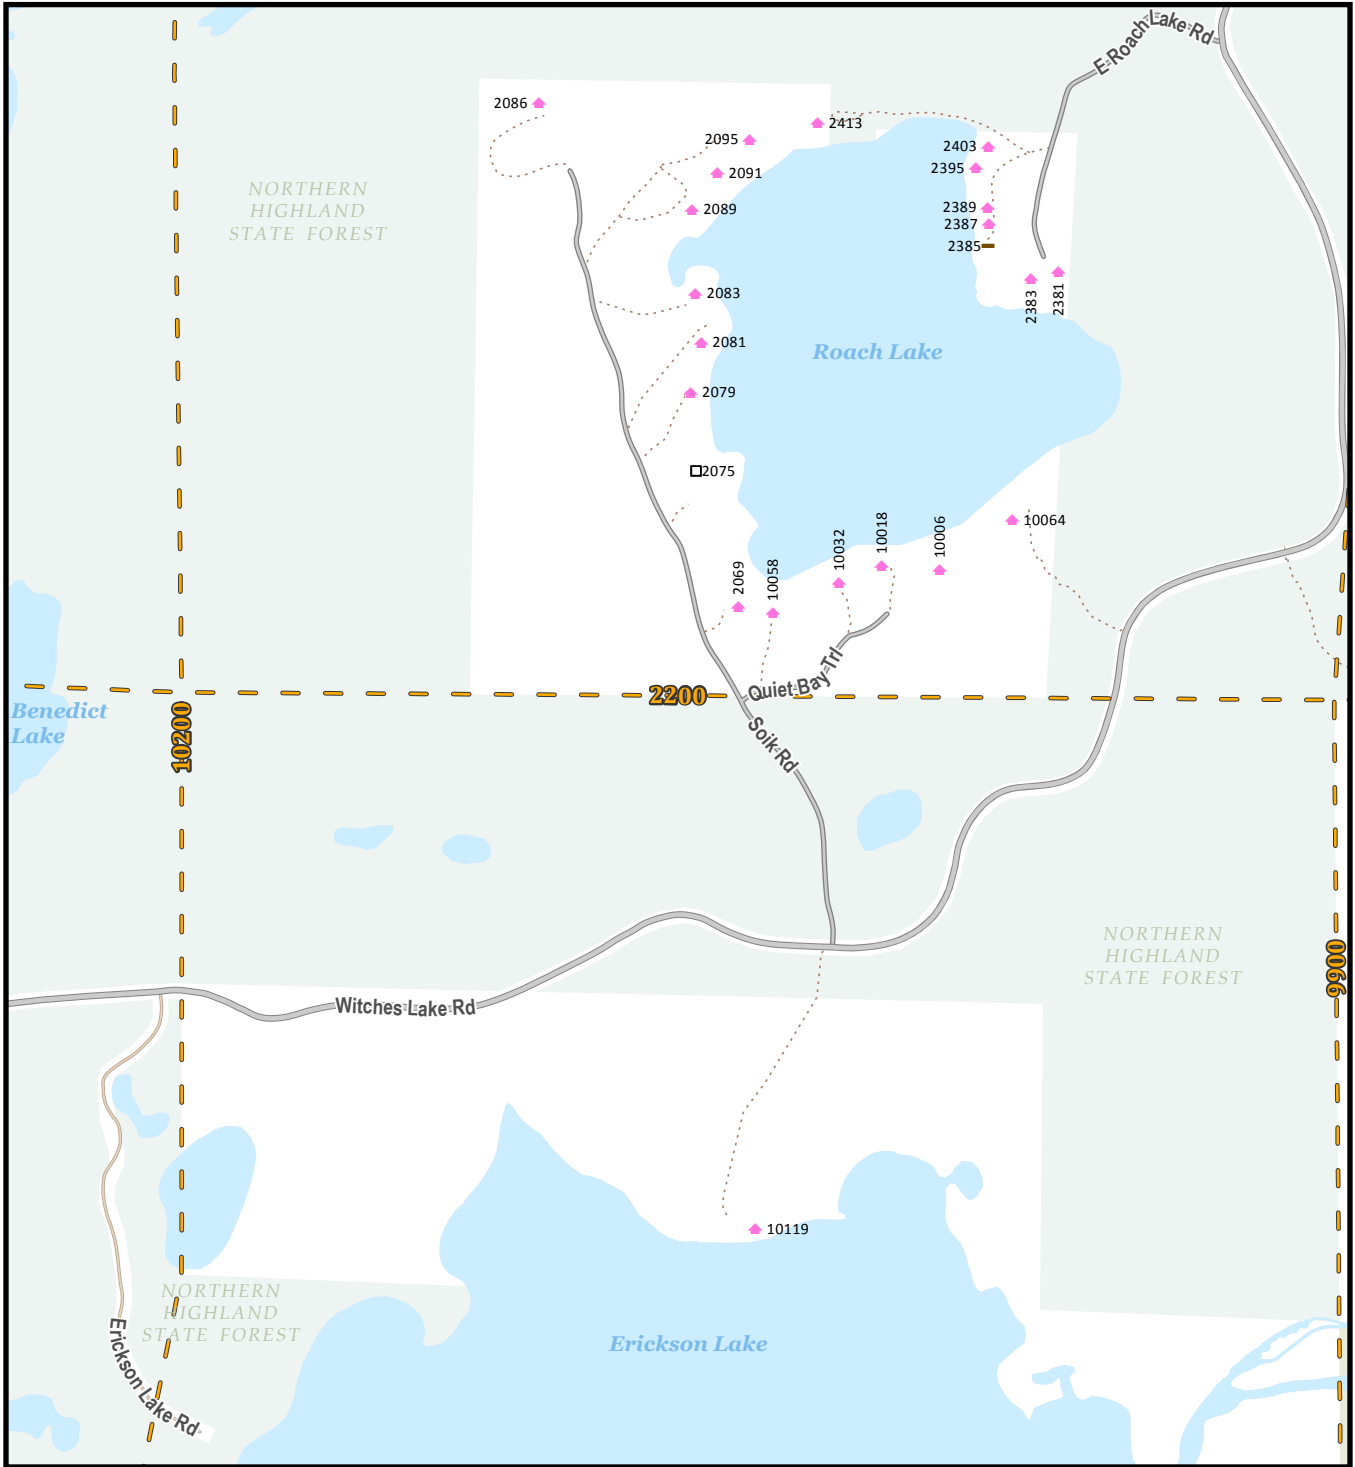 E Roach Lake Rd
2086
2413
2095
2403
2091
2395
NORTHERN
HIGHLAND
STATE FOREST
2089
2389
2387
2385
2083
2383
2381
2081
Roach Lake
2079
2075
10064
10032
10018
10006
2069
10058
Quiet Bay Trl
2200
Benedict
Lake
10200
Soik Rd
NORTHERN
HIGHLAND
STATE FOREST
9900
Witches Lake Rd
10119
NORTHERN
HIGHLAND
STATE FOREST
Erickson Lake
Erickson Lake Rd